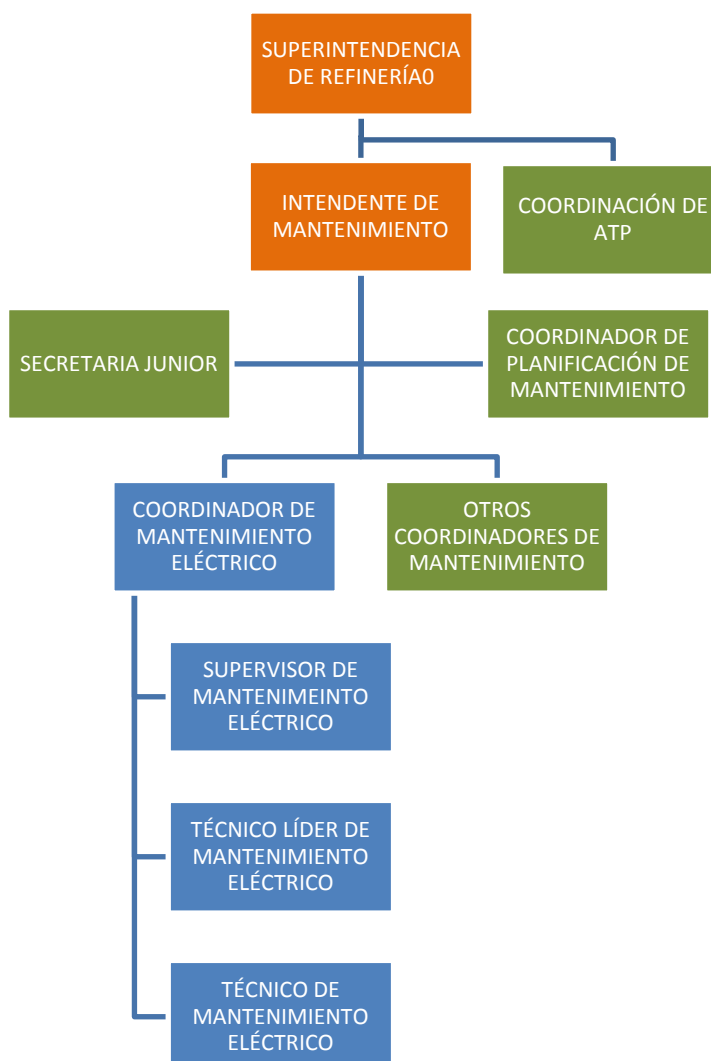 SUPERINTENDENCIA
DE REFINERÍA0
INTENDENTE DE
MANTENIMIENTO
COORDINACIÓN DE
ATP
SECRETARIA JUNIOR
COORDINADOR DE
PLANIFICACIÓN DE
MANTENIMIENTO
COORDINADOR DE
MANTENIMIENTO
ELÉCTRICO
OTROS
COORDINADORES DE
MANTENIMIENTO
SUPERVISOR DE
MANTENIMEINTO
ELÉCTRICO
TÉCNICO LÍDER DE
MANTENIMIENTO
ELÉCTRICO
TÉCNICO DE
MANTENIMIENTO
ELÉCTRICO